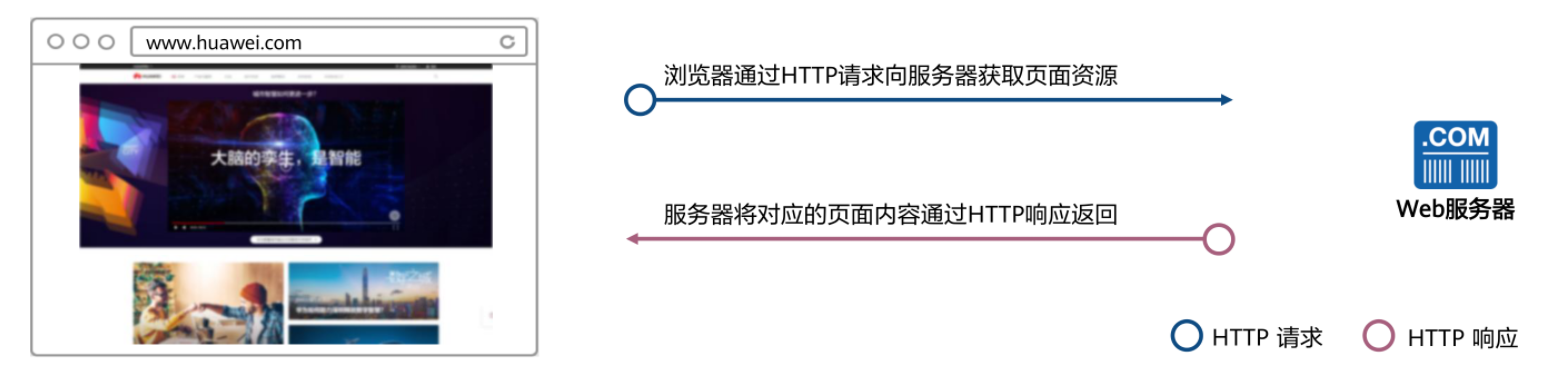 www.huawei.com
浏览器通过HTTP请求向服务器获取页面资源
大脑的孪生，是智能
.COM
服务器将对应的页面内容通过HTTP响应返回
Web服务器
HTTP 请求
HTTP 响应